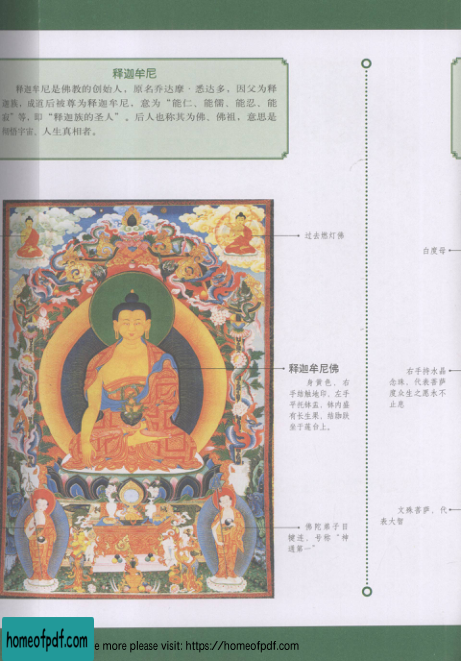 释迦牟尼
释迦牟尼是佛教的创始人，原名乔达摩·悉达多，因父为释
迦族，成道后被尊为释迦牟尼，意为“能仁、能儒、能忍、能
寂”等，即“释迦族的圣人”。后人也称其为佛、佛祖，意思是
彻悟宇宙、人生真相者。
过去燃灯佛
释迦牟尼佛
身黄色，右
手结触地印，左手
平托钵盂，钵内盛
有长生果，结跏趺
坐于莲台上。
佛陀弟子目
犍连，号称“神
通第一”
白度母
右手持水晶
念珠，代表菩萨
度众生之愿永不
止息
文殊菩萨，代
表大智
homeofpdf.com
e more please visit: https://homeofpdf.com